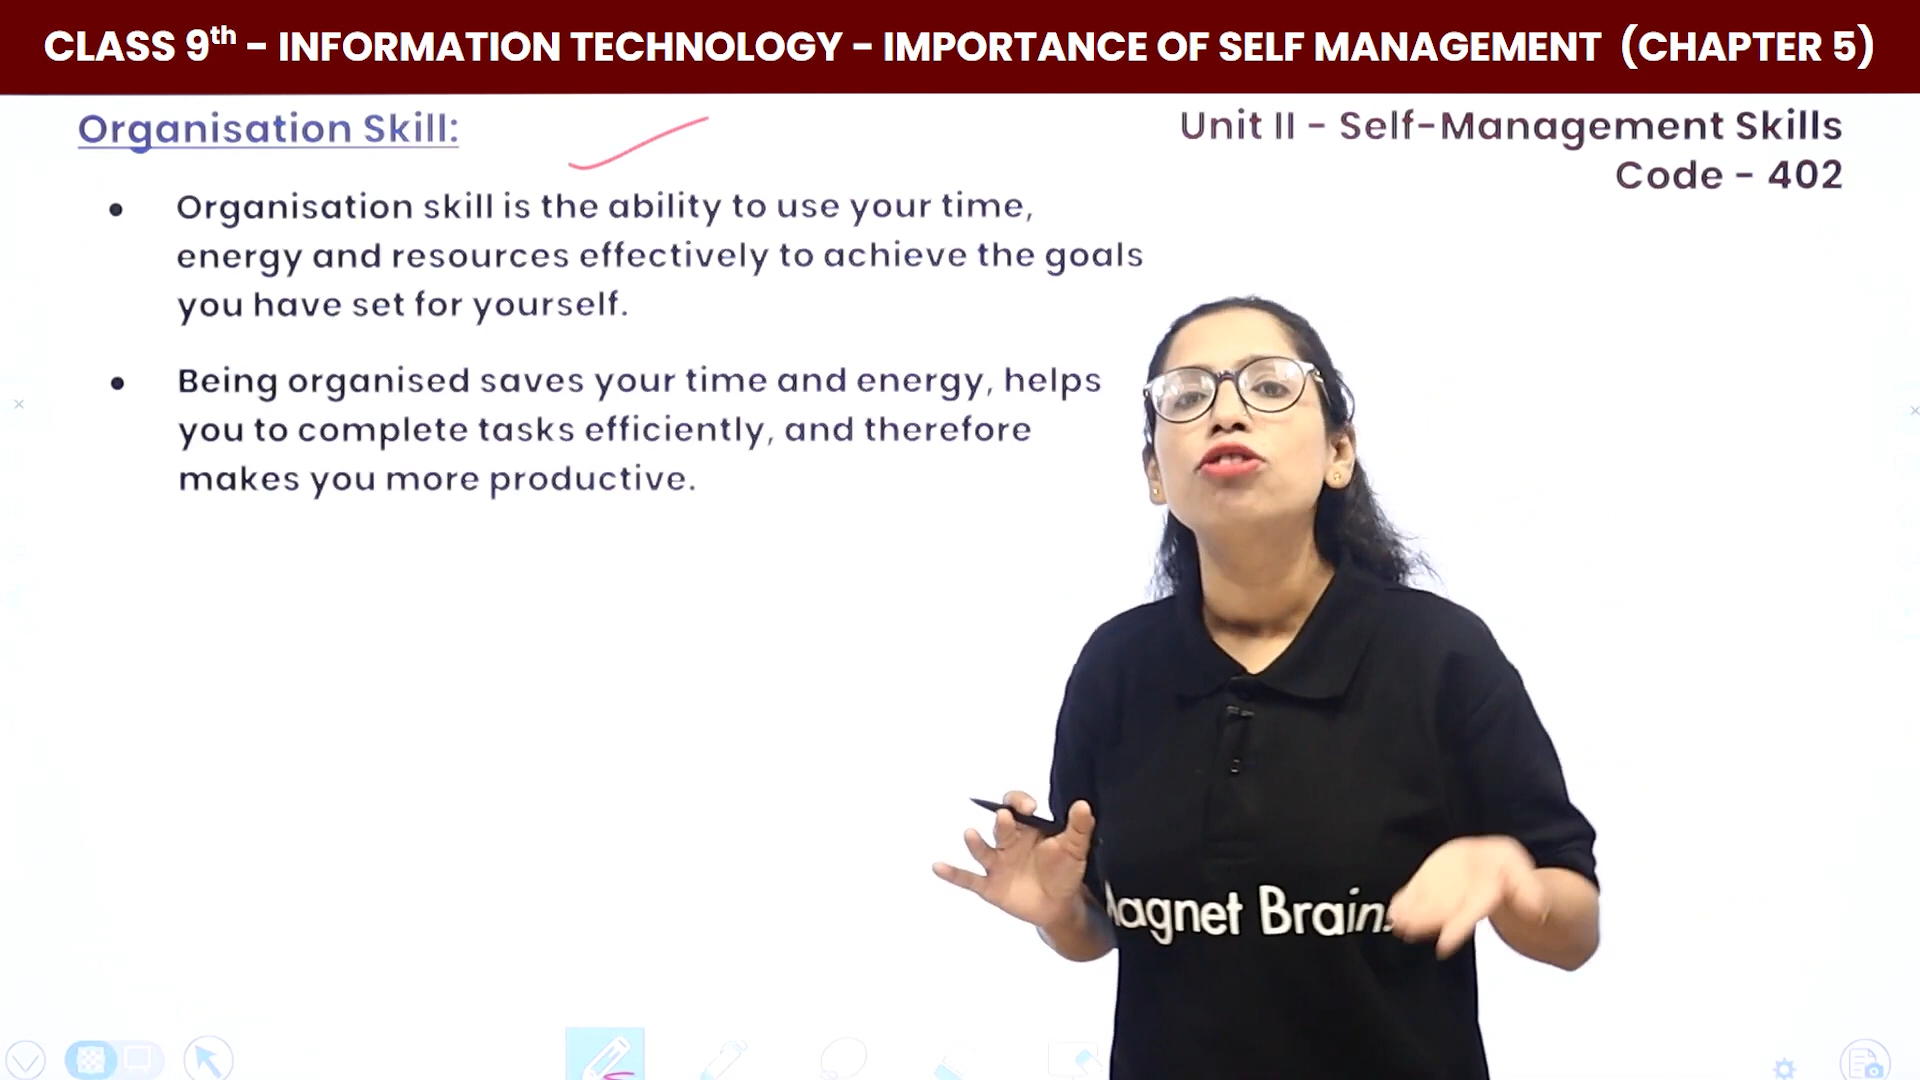 CLASS 9th – INFORMATION TECHNOLOGY – IMPORTANCE OF SELF MANAGEMENT (CHAPTER 5)
Organisation Skill:
Unit II - Self-Management Skills
Code - 402
• Organisation skill is the ability to use your time,
energy and resources effectively to achieve the goals
you have set for yourself.
• Being organised saves your time and energy, helps
you to complete tasks efficiently, and therefore
makes you more productive.
Magnet Brains